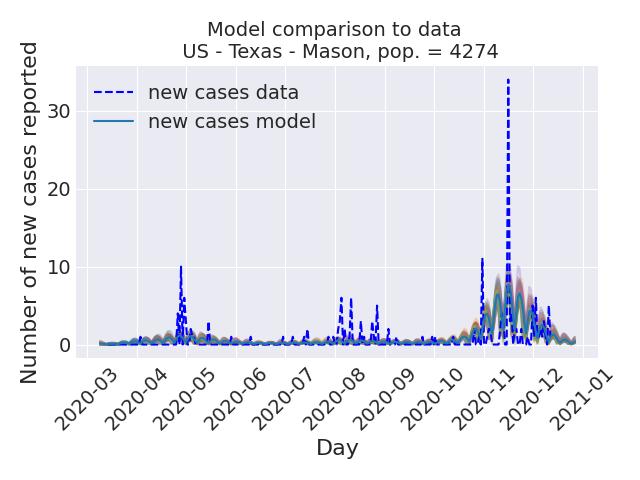 Model comparison to data
US - Texas - Mason, pop. = 4274
Number of new cases reported
30
20
10
0
new cases data
new cases model
2020-03
2020-04
2020-05
2020-06
2020-07
2020-08
2020-09
2020-10
2020-11
2020-12
2021-01
Day